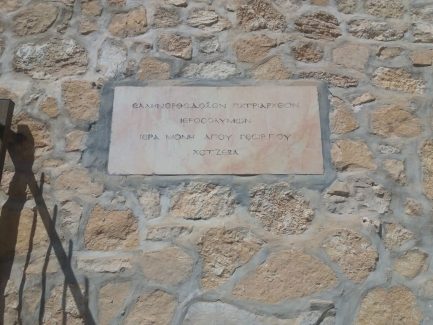 ΕΛΛΗΝΟΡΘΟΔΟΞΟΝ ΠΑΤΡΙΑΡΧΕΙΟΝ
ΙΕΡΟΣΟΛΥΜΩΝ
ΙΕΡΑ ΜΟΝΗ ΑΓΙΟΥ ΓΕΩΡΓΙΟΥ
ΧΟΤΖΕΒΑ